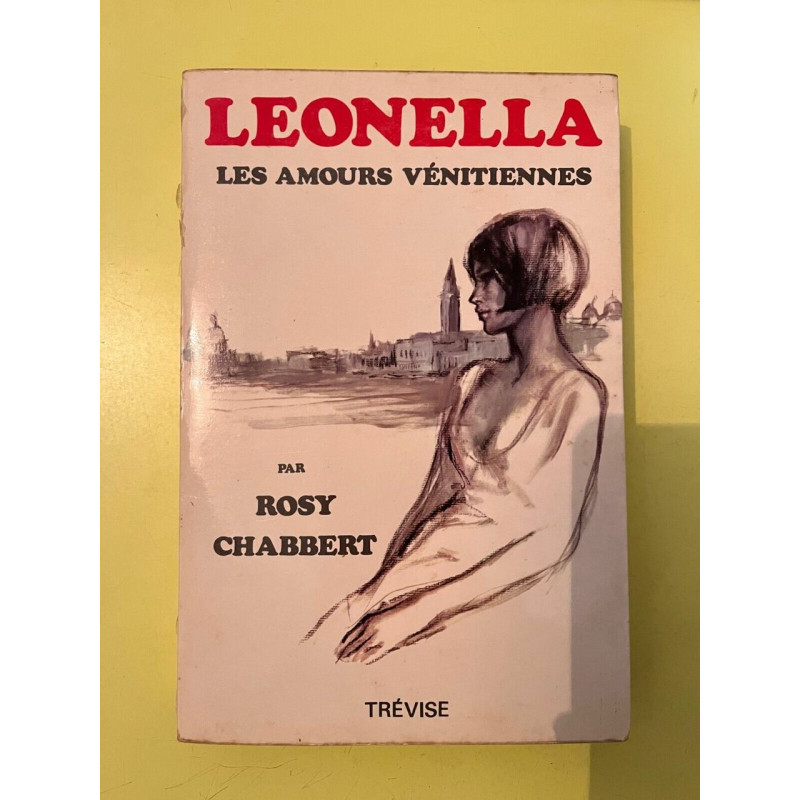 LEONELLA
LES AMOURS VÉNITIENNES
PAR
ROSY
CHABBERT
TRÉVISE